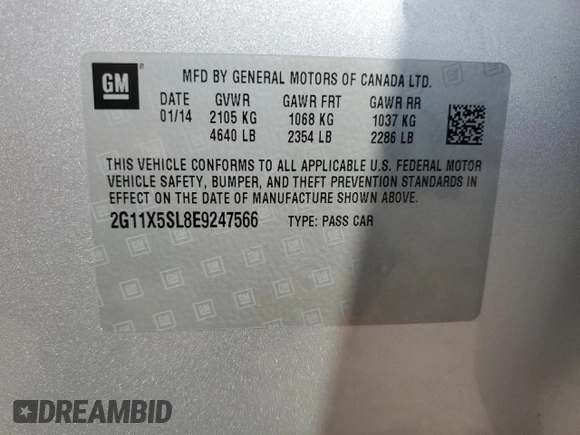 GM ®
MFD BY GENERAL MOTORS OF CANADA LTD.
DATE GVWR GAWR FRT GAWR RR
01/14 2105 KG 1068 KG 1037 KG
4640 LB 2354 LB 2286 LB
THIS VEHICLE CONFORMS TO ALL APPLICABLE U.S. FEDERAL MOTOR
VEHICLE SAFETY, BUMPER, AND THEFT PREVENTION STANDARDS IN
EFFECT ON THE DATE OF MANUFACTURE SHOWN ABOVE.
2G11X5SL8E9247566 TYPE: PASS CAR
DREAMBID